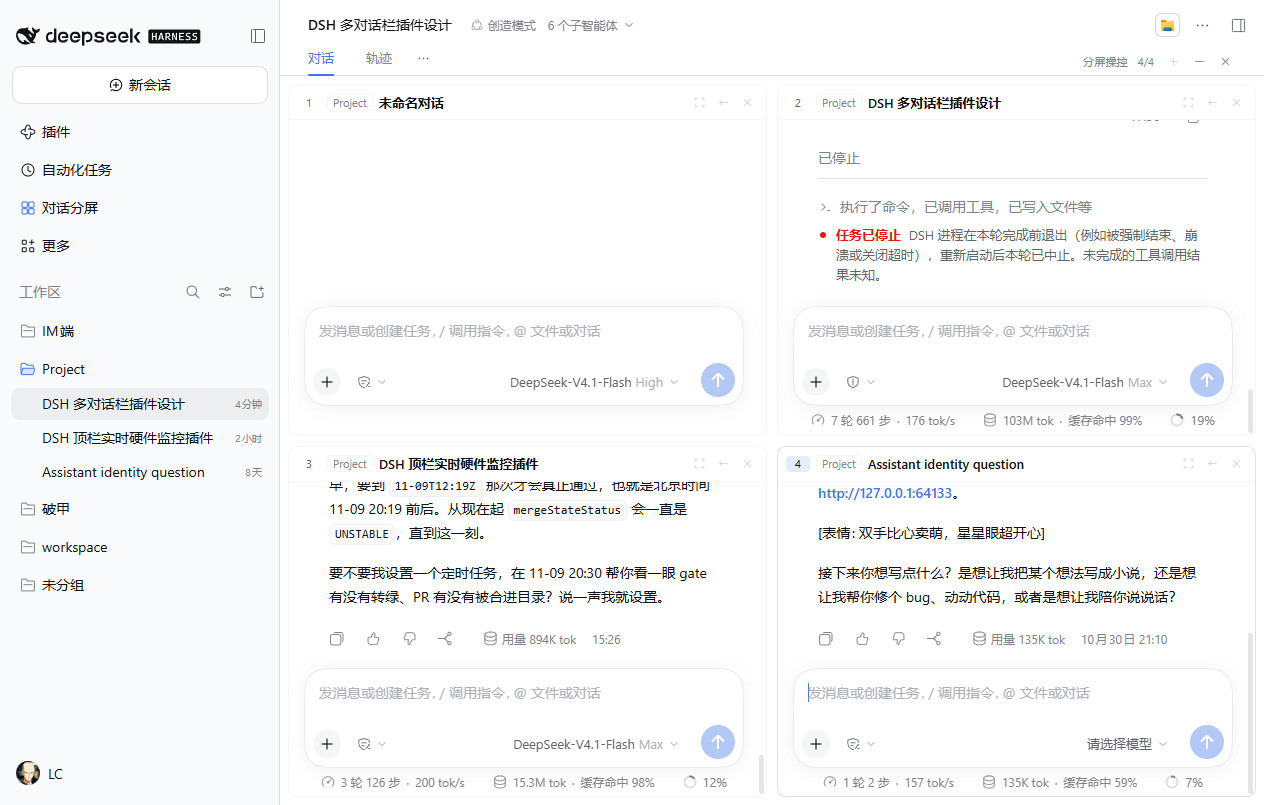 deepseek HARNESS
新会话
插件
自动化任务
对话分屏
更多
工作区
IM 端
Project
DSH 多对话栏插件设计 4分钟
DSH 顶栏实时硬件监控插件 2小时
Assistant identity question 8天
破甲
workspace
未分组
LC
DSH 多对话栏插件设计 创造模式 6 个子智能体
对话 轨迹 ...
分屏操控 4/4
1 Project 未命名对话
发消息或创建任务, / 调用指令, @ 文件或对话
DeepSeek-V4.1-Flash High
2 Project DSH 多对话栏插件设计
已停止
执行了命令，已调用工具，已写入文件等
任务已停止 DSH 进程在本轮完成前退出（例如被强制结束、崩
溃或关闭超时），重新启动后本轮已中止。未完成的工具调用结
果未知。
发消息或创建任务, / 调用指令, @ 文件或对话
DeepSeek-V4.1-Flash Max
7 轮 661 步 · 176 tok/s 103M tok · 缓存命中 99% 19%
3 Project DSH 顶栏实时硬件监控插件
早，要到 11-09T12:19Z 那次才会真正通过，也就是北京时间
11-09 20:19 前后。从现在起 mergeStateStatus 会一直是
UNSTABLE，直到这一刻。
要不要我设置一个定时任务，在 11-09 20:30 帮你看一眼 gate
有没有转绿、PR 有没有被合进目录？说一声我就设置。
用量 894K tok 15:26
发消息或创建任务, / 调用指令, @ 文件或对话
DeepSeek-V4.1-Flash Max
3 轮 126 步 · 200 tok/s 15.3M tok · 缓存命中 98% 12%
4 Project Assistant identity question
http://127.0.0.1:64133。
[表情: 双手比心卖萌，星星眼超开心]
接下来你想写点什么？是想让我把某个想法写成小说，还是想
让我帮你修个 bug、动动代码，或者是想让我陪你说说话？
用量 135K tok 10月30日 21:10
发消息或创建任务, / 调用指令, @ 文件或对话
请选择模型
1 轮 2 步 · 157 tok/s 135K tok · 缓存命中 59% 7%